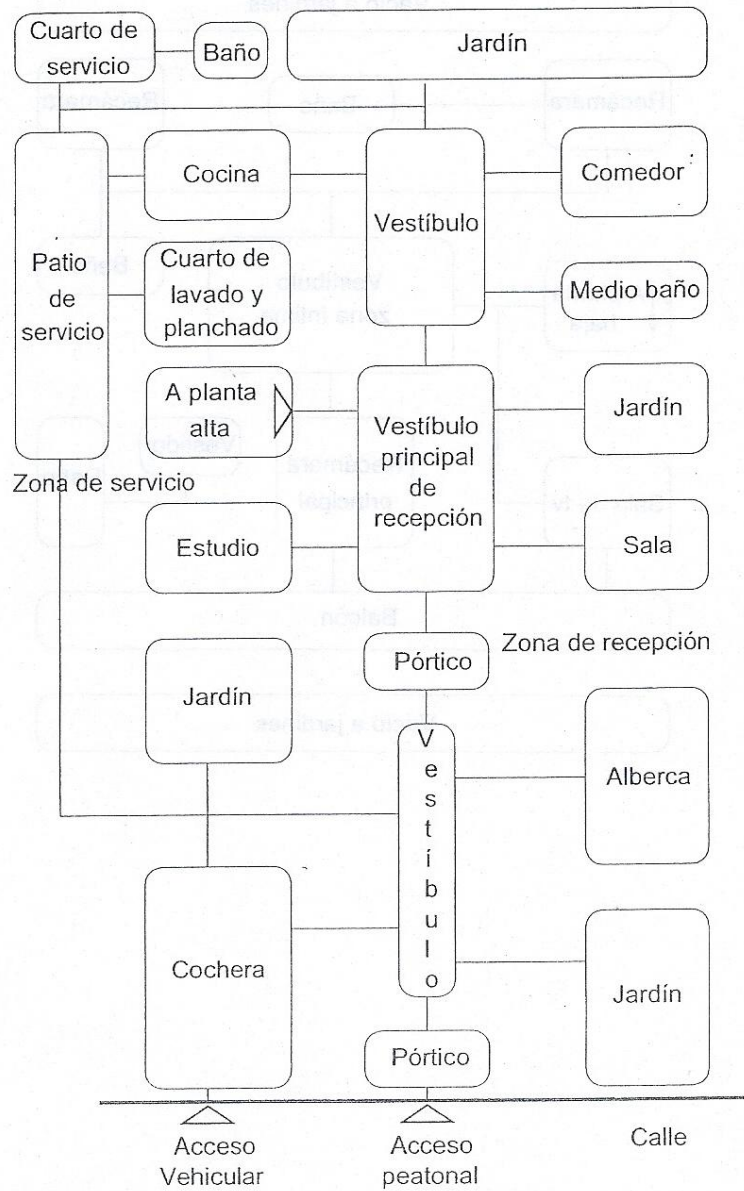 Cuarto de
servicio
Baño
Jardín
Cocina
Comedor
Vestíbulo
Patio
de
servicio
Cuarto de
lavado y
planchado
Medio baño
A planta
alta
Vestíbulo
principal
de
recepción
Jardín
Zona de servicio
Estudio
Sala
Pórtico
Zona de recepción
Jardín
Vestíbulo
Alberca
Cochera
Jardín
Pórtico
Acceso
Vehicular
Acceso
peatonal
Calle